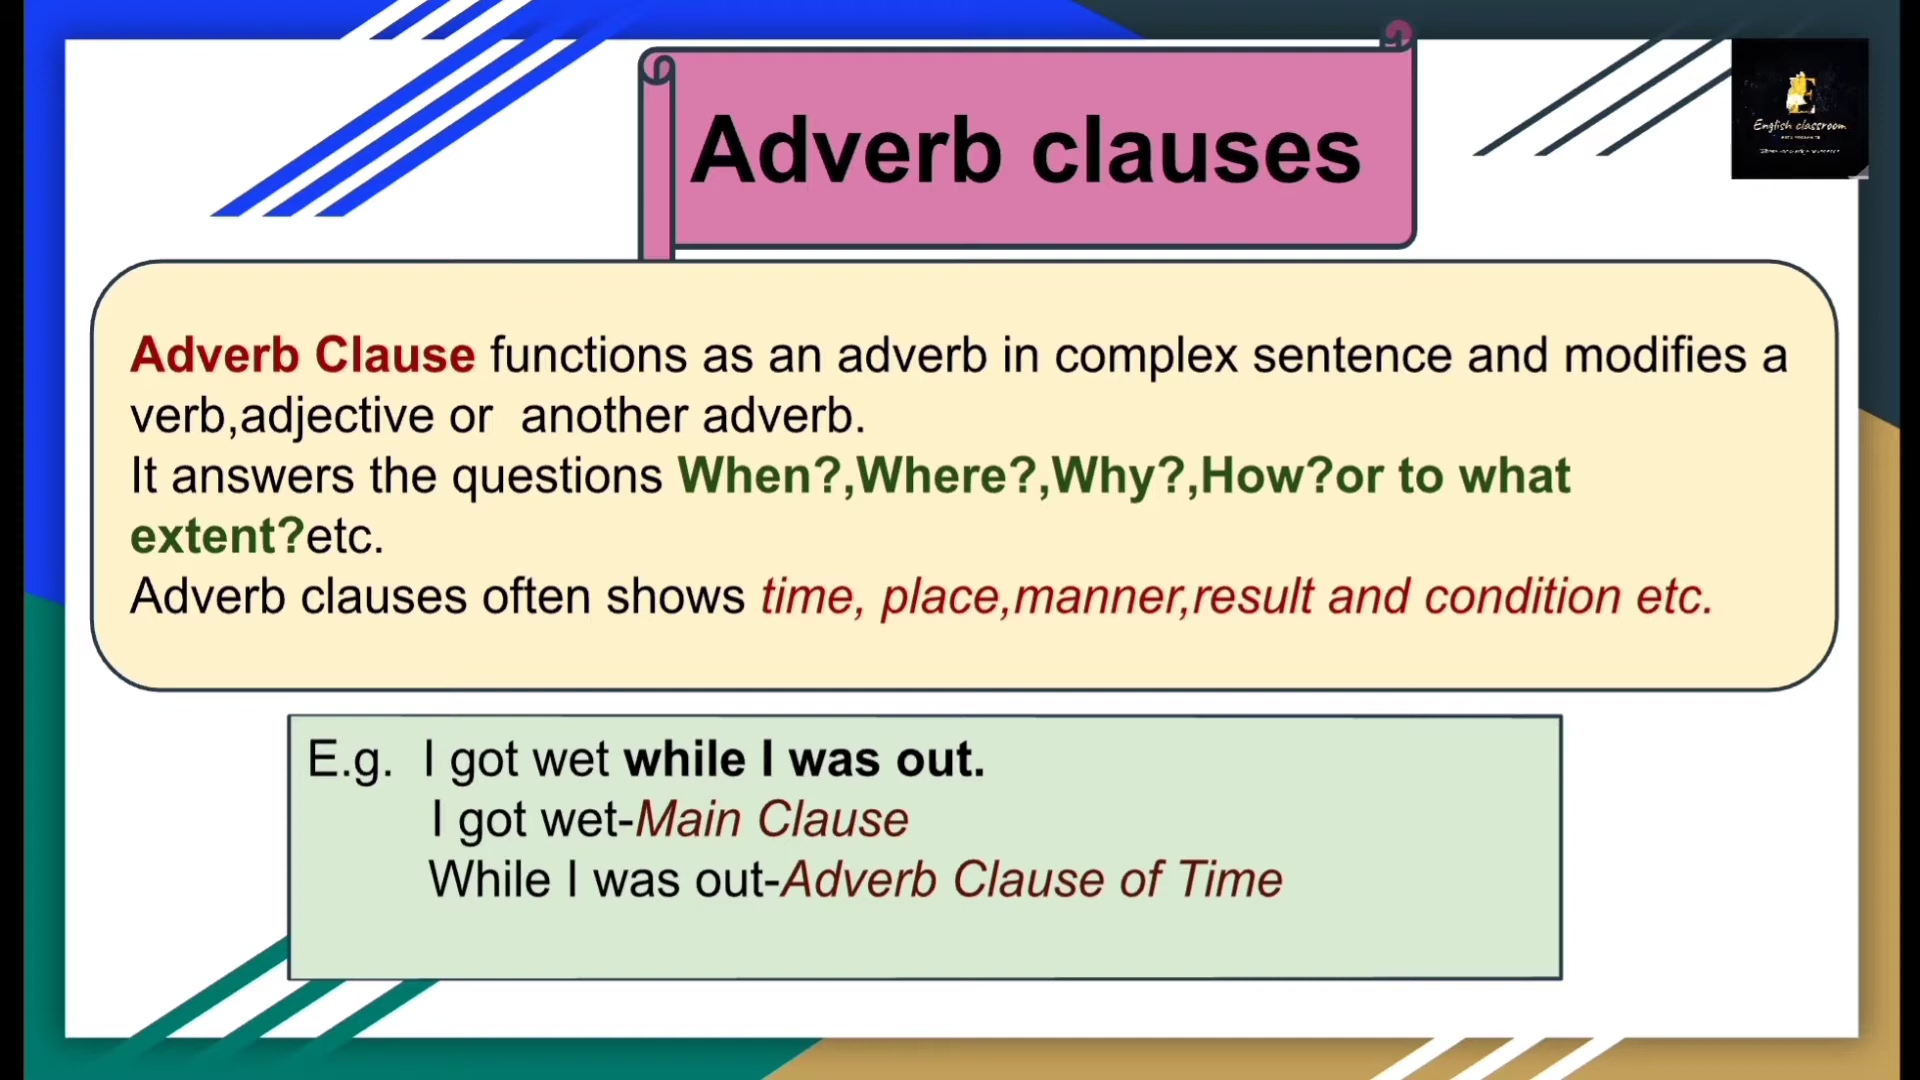 Adverb clauses
English classroom
Adverb Clause functions as an adverb in complex sentence and modifies a
verb,adjective or  another adverb.
It answers the questions When?,Where?,Why?,How?or to what
extent?etc.
Adverb clauses often shows time, place,manner,result and condition etc.
E.g.  I got wet while I was out.
I got wet-Main Clause
While I was out-Adverb Clause of Time